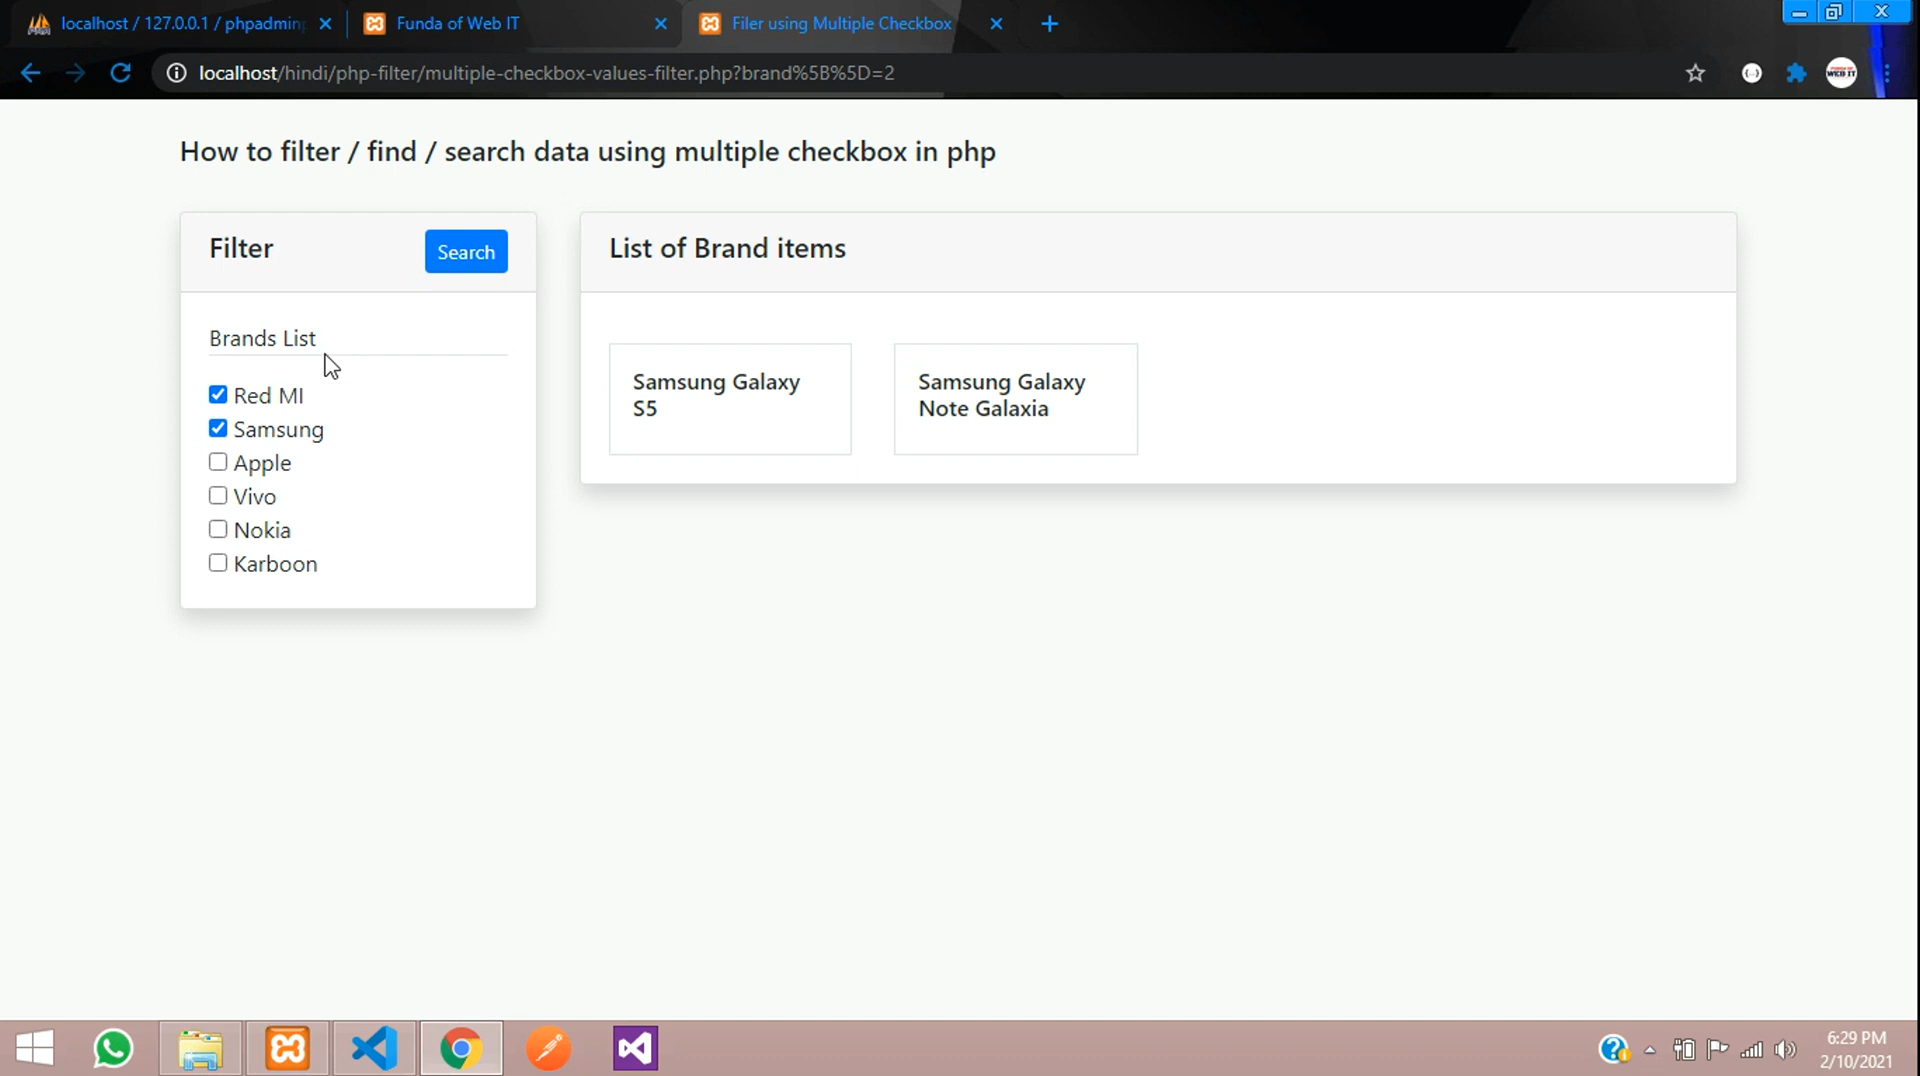 localhost / 127.0.0.1 / phpadmin
Funda of Web IT
Filer using Multiple Checkbox
localhost/hindi/php-filter/multiple-checkbox-values-filter.php?brand%5B%5D=2
WEB IT
How to filter / find / search data using multiple checkbox in php
Filter
Search
List of Brand items
Brands List
Red MI
Samsung
Apple
Vivo
Nokia
Karboon
Samsung Galaxy
S5
Samsung Galaxy
Note Galaxia
6:29 PM
2/10/2021